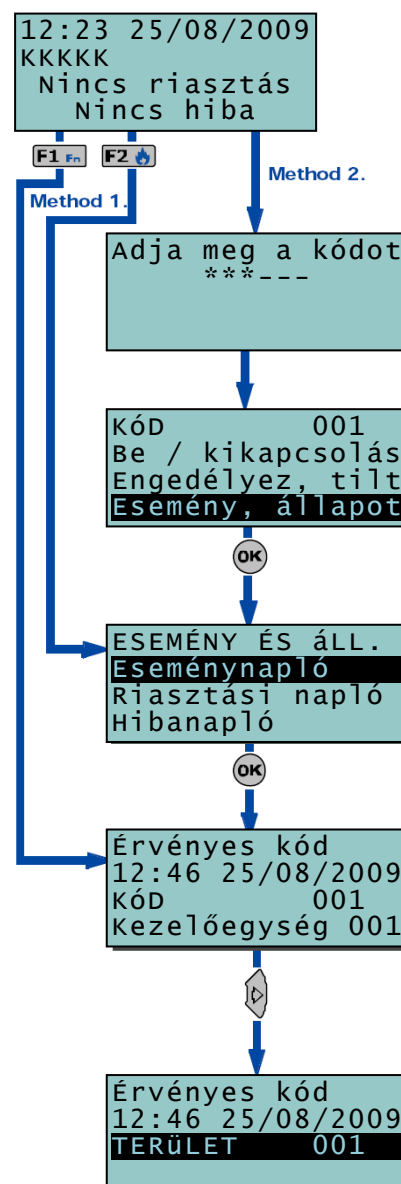 12:23 25/08/2009
KKKKK
Nincs riasztás
Nincs hiba
F1 Fn F2
Method 2.
Method 1.
Adja meg a kódot
***---
KóD 001
Be / kikapcsolás
Engedélyez, tilt
Esemény, állapot
OK
ESEMÉNY ÉS áLL.
Eseménynapló
Riasztási napló
Hibanapló
OK
Érvényes kód
12:46 25/08/2009
KóD 001
Kezelőegység 001
Érvényes kód
12:46 25/08/2009
TERüLET 001